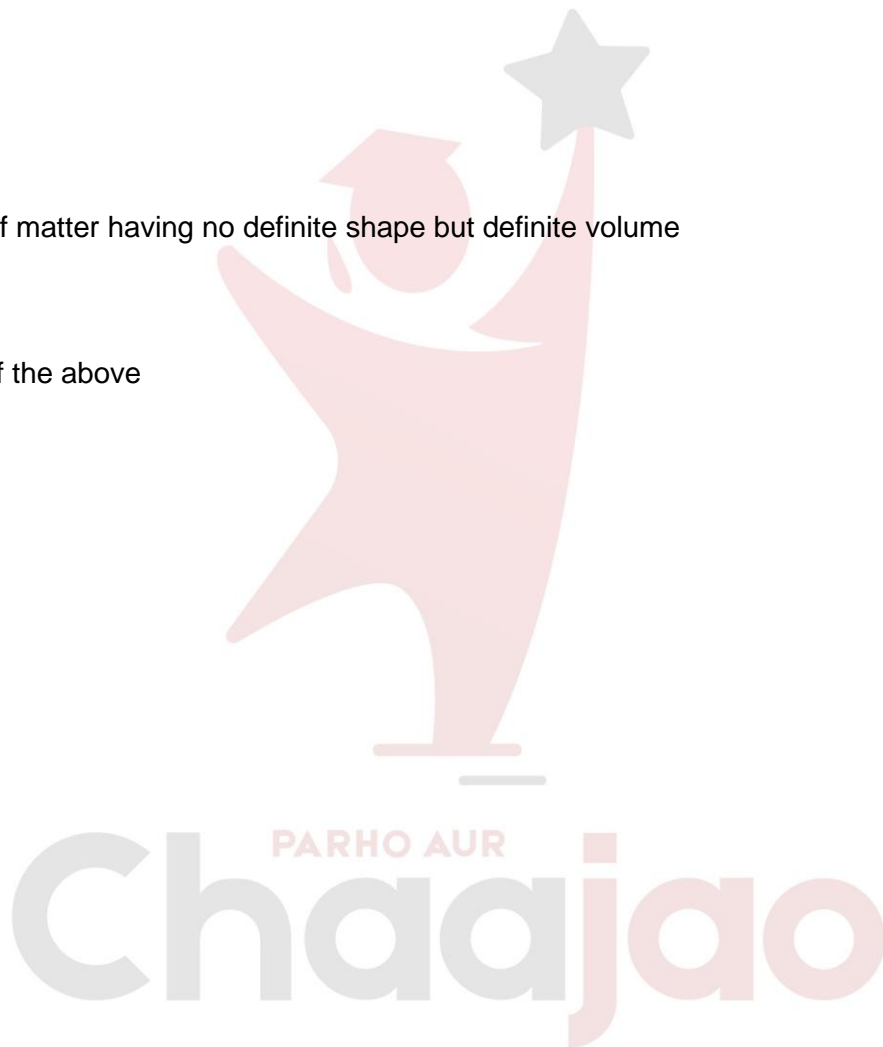 f matter having no definite shape but definite volume
f the above
PARHO AUR
Chaajao